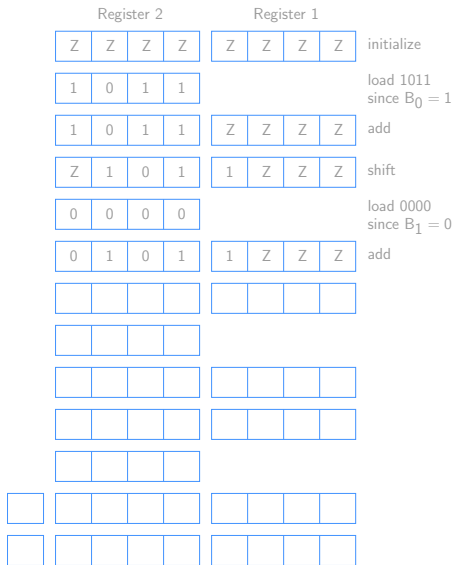 Register 2 Register 1
Z Z Z Z Z Z Z Z initialize
1 0 1 1 load 1011
since B0 = 1
1 0 1 1 Z Z Z Z add
Z 1 0 1 1 Z Z Z shift
0 0 0 0 load 0000
since B1 = 0
0 1 0 1 1 Z Z Z add